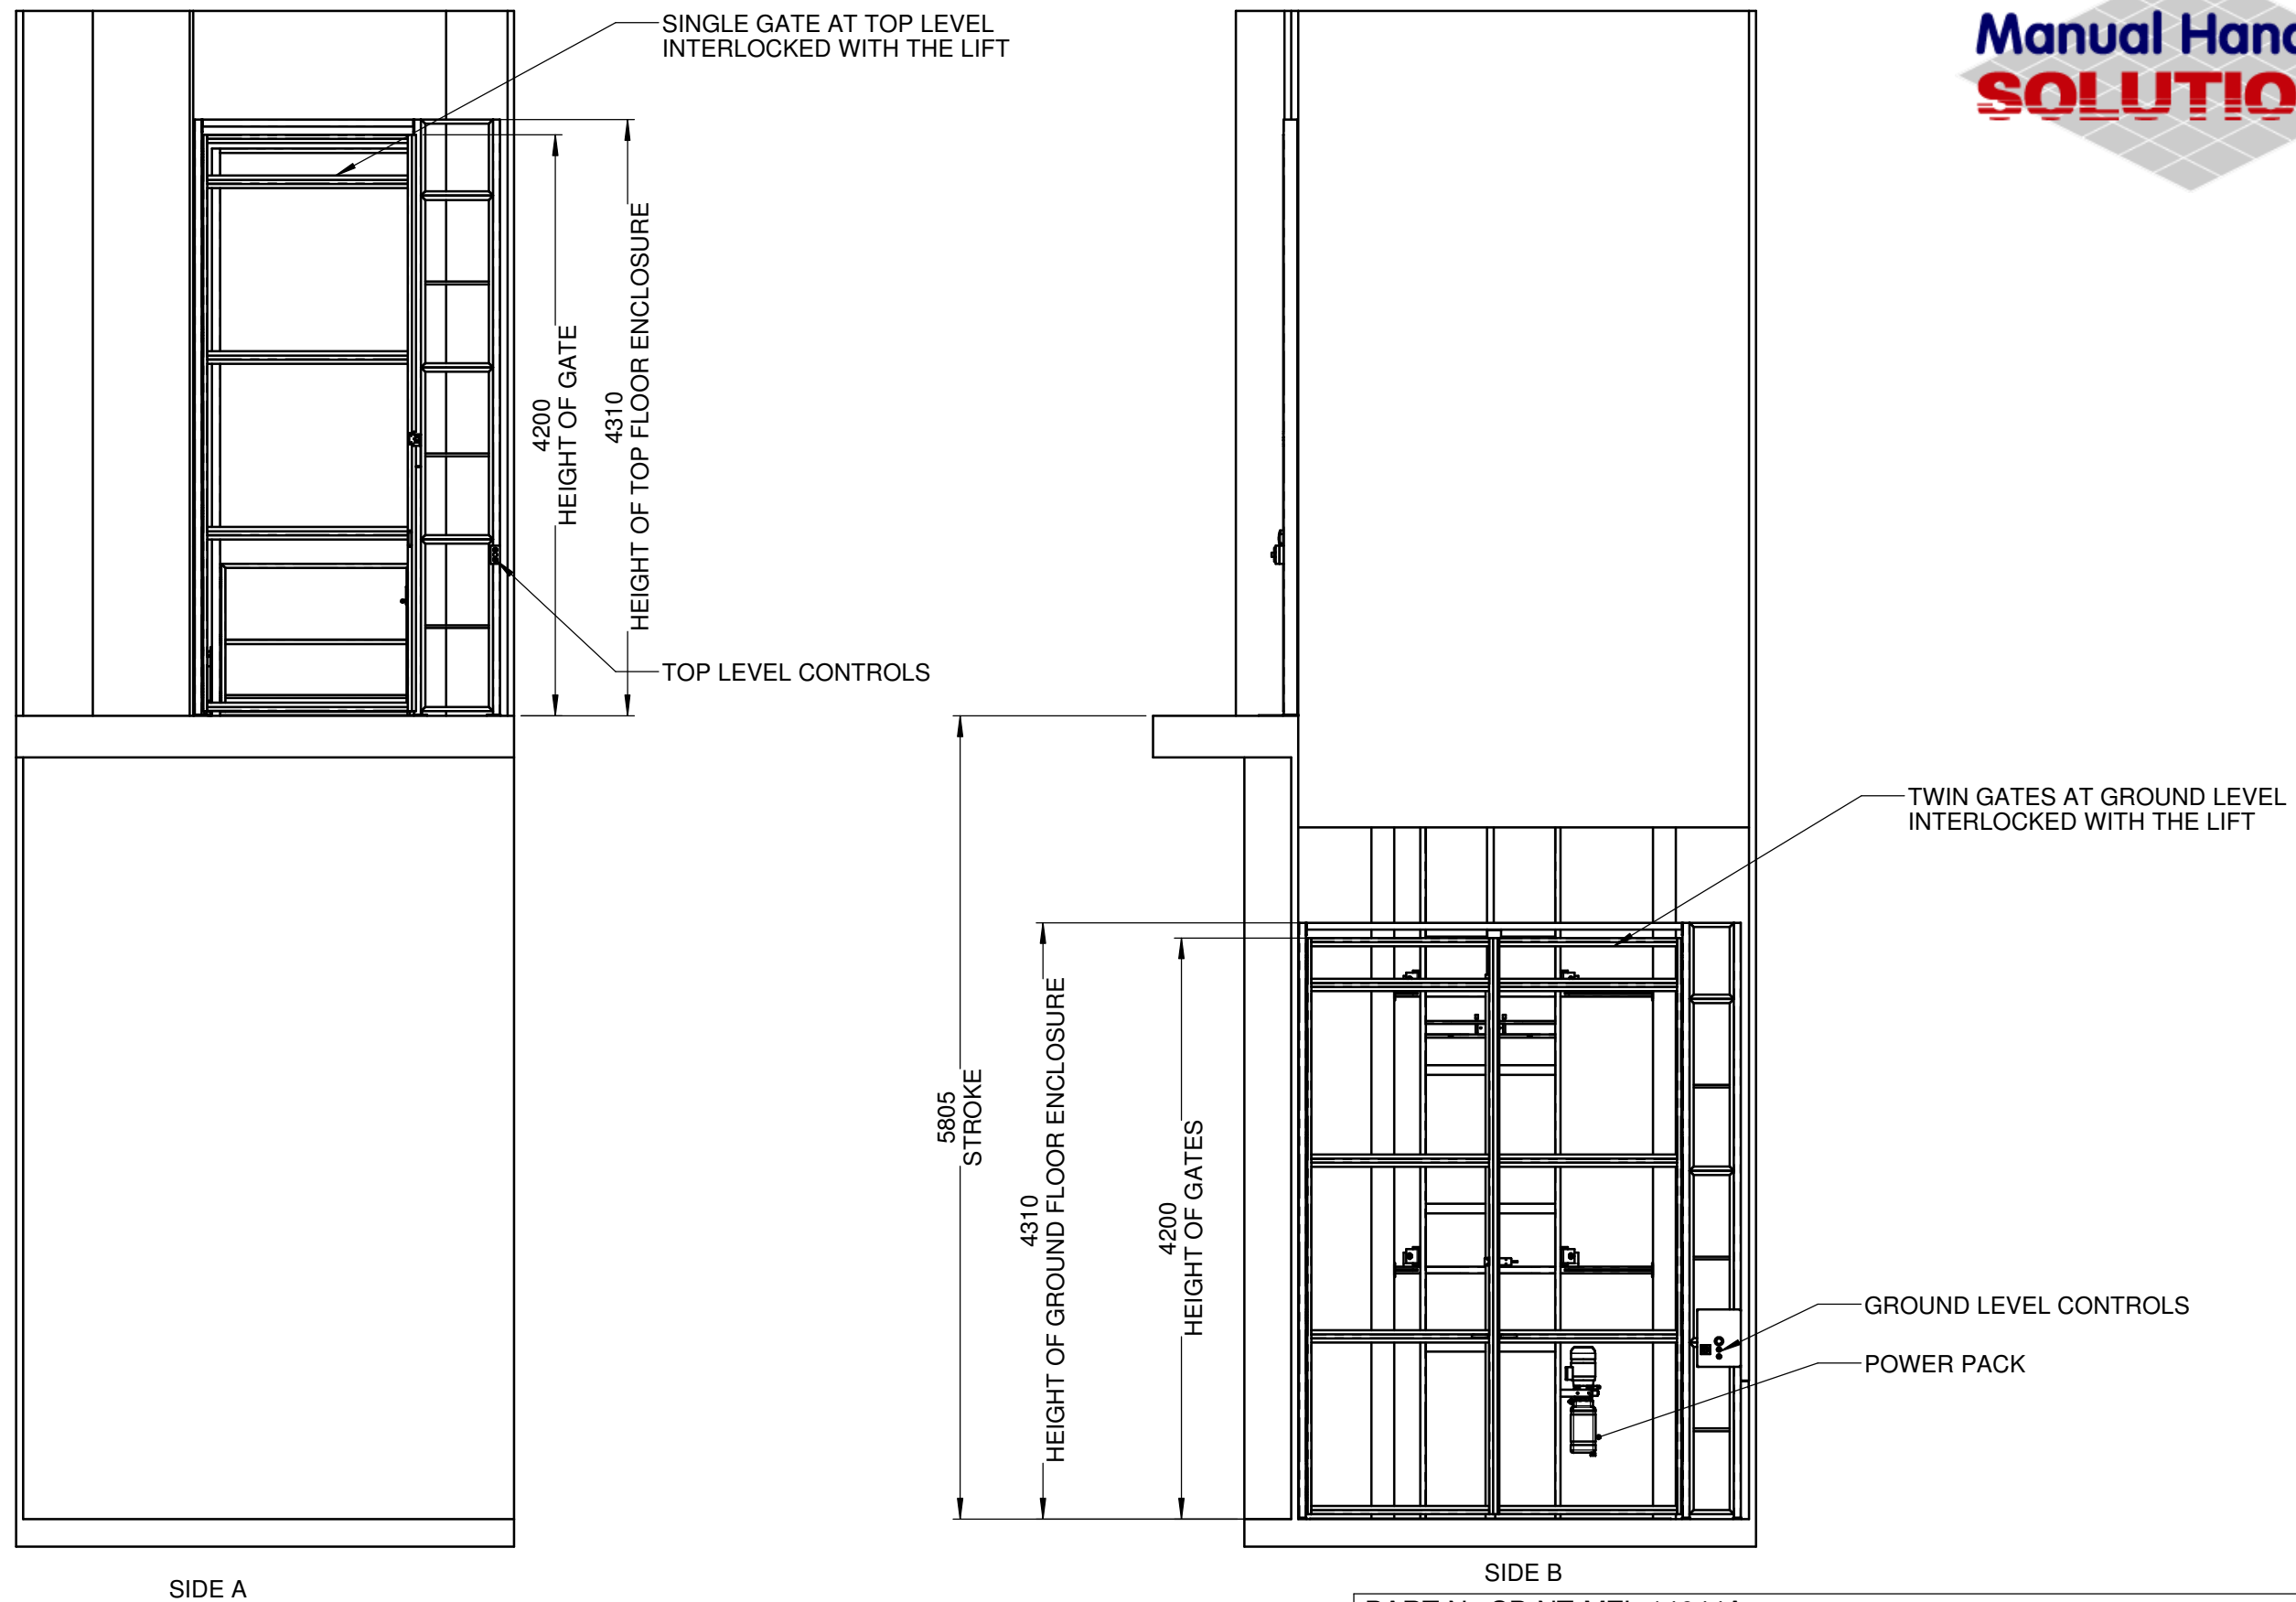 SINGLE GATE AT TOP LEVEL
INTERLOCKED WITH THE LIFT
Manual
SOLUTIO
4200
HEIGHT OF GATE
4310
HEIGHT OF TOP FLOOR ENCLOSURE
TOP LEVEL CONTROLS
TWIN GATES AT GROUND LEVEL
INTERLOCKED WITH THE LIFT
5805
STROKE
4310
HEIGHT OF GROUND FLOOR ENCLOSURE
4200
HEIGHT OF GATES
GROUND LEVEL CONTROLS
POWER PACK
SIDE A
SIDE B